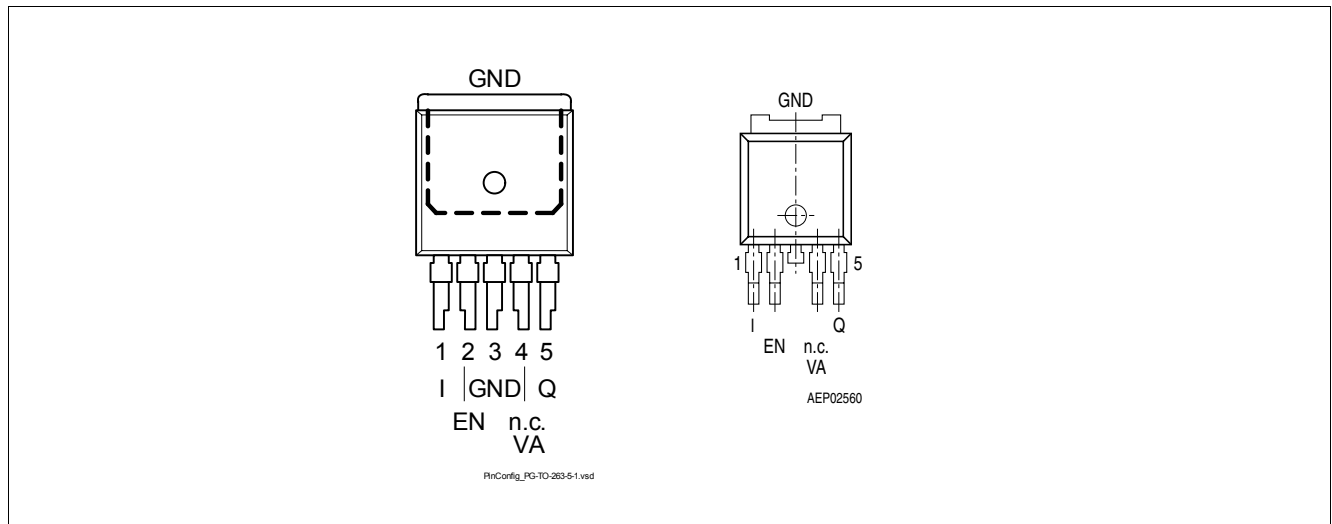 GND
1 2 3 4 5
I GND Q
EN n.c.
VA
PinConfig_PG-TO-263-5-1.vsd
GND
1 5
I Q
EN n.c.
VA
AEP02560